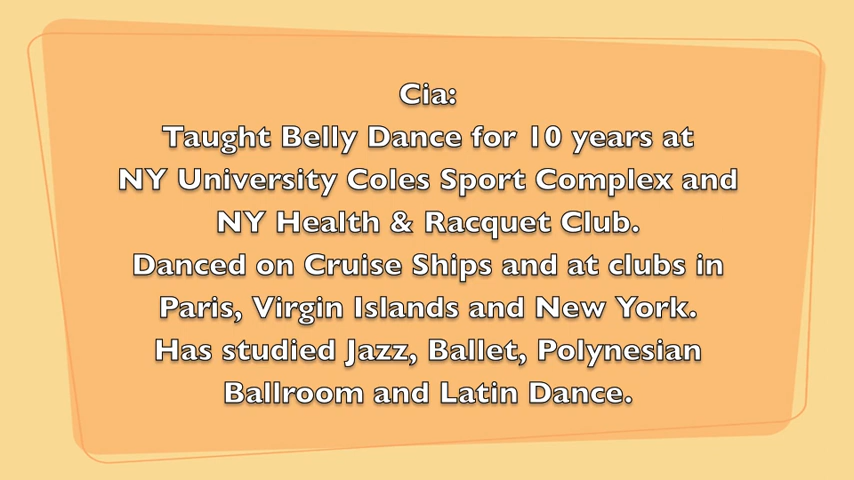 Cia:
Taught Belly Dance for 10 years at
NY University Coles Sport Complex and
NY Health & Racquet Club.
Danced on Cruise Ships and at clubs in
Paris, Virgin Islands and New York.
Has studied Jazz, Ballet, Polynesian
Ballroom and Latin Dance.